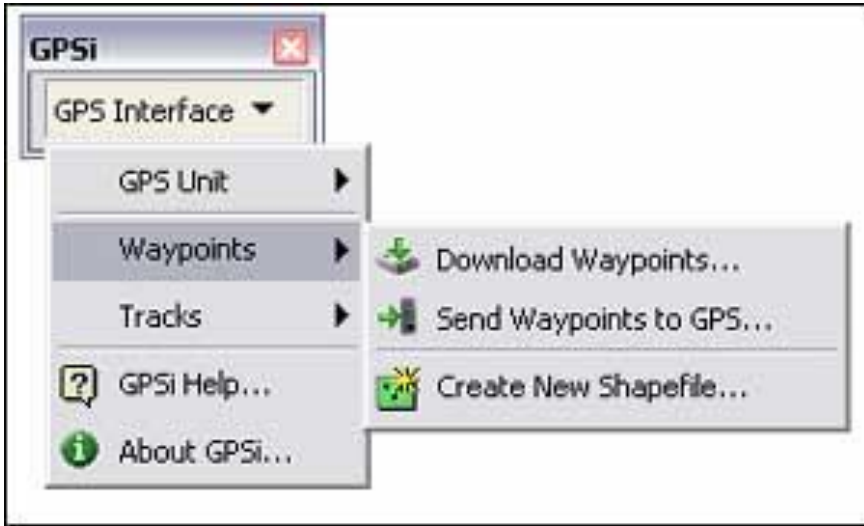 GPSi
GPS Interface
GPS Unit
Waypoints
Tracks
GPSi Help...
About GPSi...
Download Waypoints...
Send Waypoints to GPS...
Create New Shapefile...